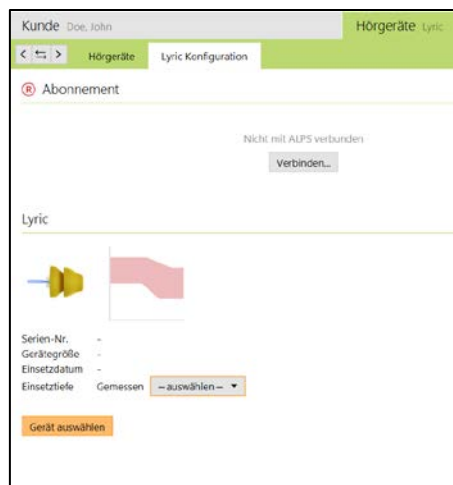 Kunde Doe, John Hörgeräte Lyric
Hörgeräte Lyric Konfiguration
R Abonnement
Nicht mit ALPS verbunden
Verbinden...
Lyric
Serien-Nr. -
Gerätegröße -
Einsetzdatum -
Einsetztiefe Gemessen – auswählen –
Gerät auswählen